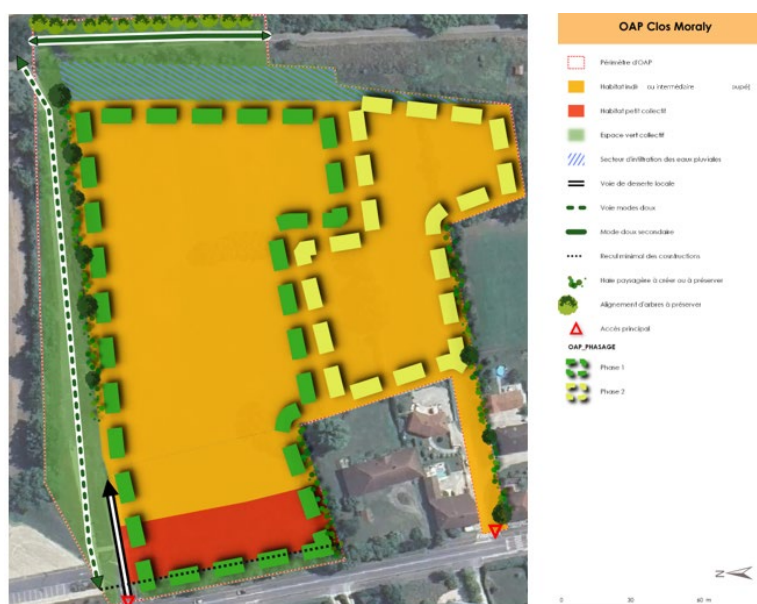 OAP Clos Moraly
Périmètre d'OAP
Habitat indi ou intermédiaire oupé(
Habitat petit collectif
Espace vert collectif
Secteur d'infiltration des eaux pluviales
Voie de desserte locale
Voie modes doux
Mode doux secondaire
Recul minimal des constructions
Haie paysagère à créer ou à préserver
Alignement d'arbres à préserver
Accès principal
OAP_PHASAGE
Phase 1
Phase 2
N
0 30 60 m